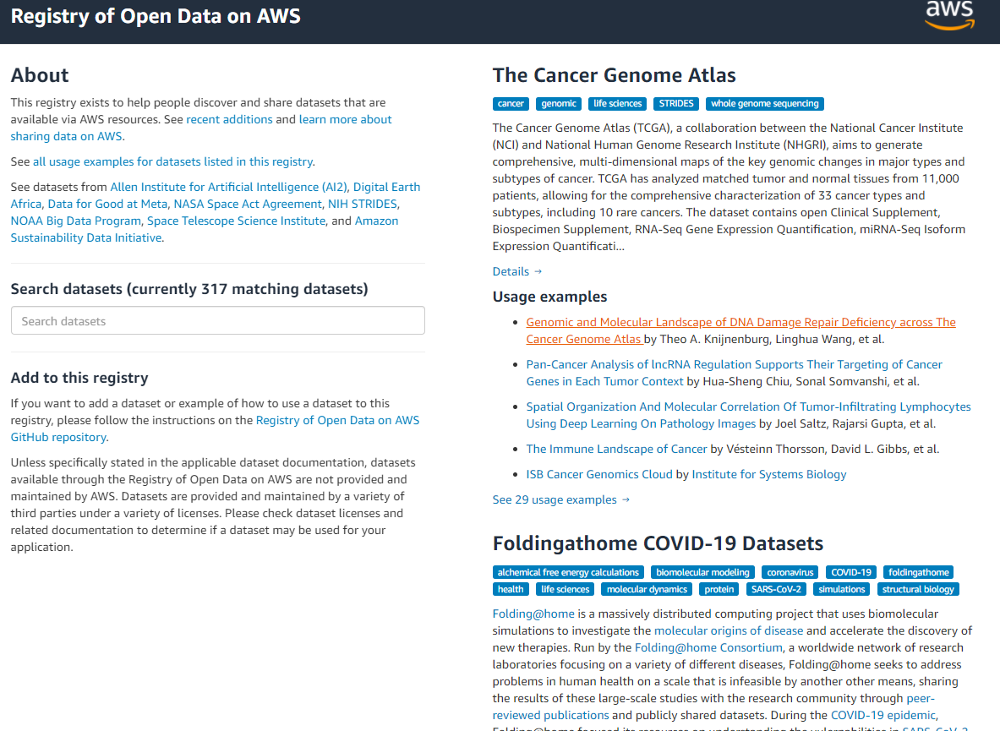 Registry of Open Data on AWS
aws
About
This registry exists to help people discover and share datasets that are
available via AWS resources. See recent additions and learn more about
sharing data on AWS.
See all usage examples for datasets listed in this registry.
See datasets from Allen Institute for Artificial Intelligence (AI2), Digital Earth
Africa, Data for Good at Meta, NASA Space Act Agreement, NIH STRIDES,
NOAA Big Data Program, Space Telescope Science Institute, and Amazon
Sustainability Data Initiative.
Search datasets (currently 317 matching datasets)
Search datasets
Add to this registry
If you want to add a dataset or example of how to use a dataset to this
registry, please follow the instructions on the Registry of Open Data on AWS
GitHub repository.
Unless specifically stated in the applicable dataset documentation, datasets
available through the Registry of Open Data on AWS are not provided and
maintained by AWS. Datasets are provided and maintained by a variety of
third parties under a variety of licenses. Please check dataset licenses and
related documentation to determine if a dataset may be used for your
application.
The Cancer Genome Atlas
cancer genomic life sciences STRIDES whole genome sequencing
The Cancer Genome Atlas (TCGA), a collaboration between the National Cancer Institute
(NCI) and National Human Genome Research Institute (NHGRI), aims to generate
comprehensive, multi-dimensional maps of the key genomic changes in major types and
subtypes of cancer. TCGA has analyzed matched tumor and normal tissues from 11,000
patients, allowing for the comprehensive characterization of 33 cancer types and
subtypes, including 10 rare cancers. The dataset contains open Clinical Supplement,
Biospecimen Supplement, RNA-Seq Gene Expression Quantification, miRNA-Seq Isoform
Expression Quantificati...
Details →
Usage examples
• Genomic and Molecular Landscape of DNA Damage Repair Deficiency across The
Cancer Genome Atlas by Theo A. Knijnenburg, Linghua Wang, et al.
• Pan-Cancer Analysis of lncRNA Regulation Supports Their Targeting of Cancer
Genes in Each Tumor Context by Hua-Sheng Chiu, Sonal Somvanshi, et al.
• Spatial Organization And Molecular Correlation Of Tumor-Infiltrating Lymphocytes
Using Deep Learning On Pathology Images by Joel Saltz, Rajarsi Gupta, et al.
• The Immune Landscape of Cancer by Vésteinn Thorsson, David L. Gibbs, et al.
• ISB Cancer Genomics Cloud by Institute for Systems Biology
See 29 usage examples →
Foldingathome COVID-19 Datasets
alchemical free energy calculations biomolecular modeling coronavirus COVID-19 foldingathome
health life sciences molecular dynamics protein SARS-CoV-2 simulations structural biology
Folding@home is a massively distributed computing project that uses biomolecular
simulations to investigate the molecular origins of disease and accelerate the discovery of
new therapies. Run by the Folding@home Consortium, a worldwide network of research
laboratories focusing on a variety of different diseases, Folding@home seeks to address
problems in human health on a scale that is infeasible by another other means, sharing
the results of these large-scale studies with the research community through peer-
reviewed publications and publicly shared datasets. During the COVID-19 epidemic,
Folding@home focused its resources on understanding the vulnerabilities in SARS-CoV-2